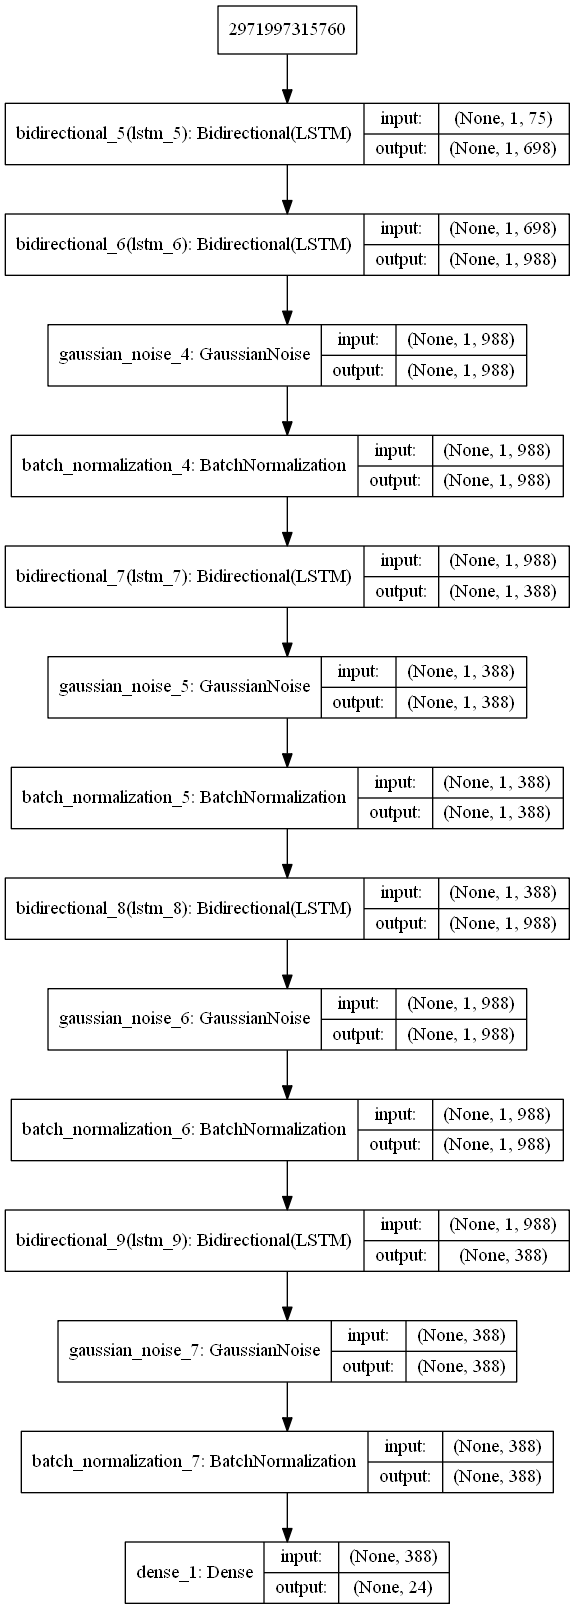 2971997315760
bidirectional_5(lstm_5): Bidirectional(LSTM)
input: (None, 1, 75)
output: (None, 1, 698)
bidirectional_6(lstm_6): Bidirectional(LSTM)
input: (None, 1, 698)
output: (None, 1, 988)
gaussian_noise_4: GaussianNoise
input: (None, 1, 988)
output: (None, 1, 988)
batch_normalization_4: BatchNormalization
input: (None, 1, 988)
output: (None, 1, 988)
bidirectional_7(lstm_7): Bidirectional(LSTM)
input: (None, 1, 988)
output: (None, 1, 388)
gaussian_noise_5: GaussianNoise
input: (None, 1, 388)
output: (None, 1, 388)
batch_normalization_5: BatchNormalization
input: (None, 1, 388)
output: (None, 1, 388)
bidirectional_8(lstm_8): Bidirectional(LSTM)
input: (None, 1, 388)
output: (None, 1, 988)
gaussian_noise_6: GaussianNoise
input: (None, 1, 988)
output: (None, 1, 988)
batch_normalization_6: BatchNormalization
input: (None, 1, 988)
output: (None, 1, 988)
bidirectional_9(lstm_9): Bidirectional(LSTM)
input: (None, 1, 988)
output: (None, 388)
gaussian_noise_7: GaussianNoise
input: (None, 388)
output: (None, 388)
batch_normalization_7: BatchNormalization
input: (None, 388)
output: (None, 388)
dense_1: Dense
input: (None, 388)
output: (None, 24)